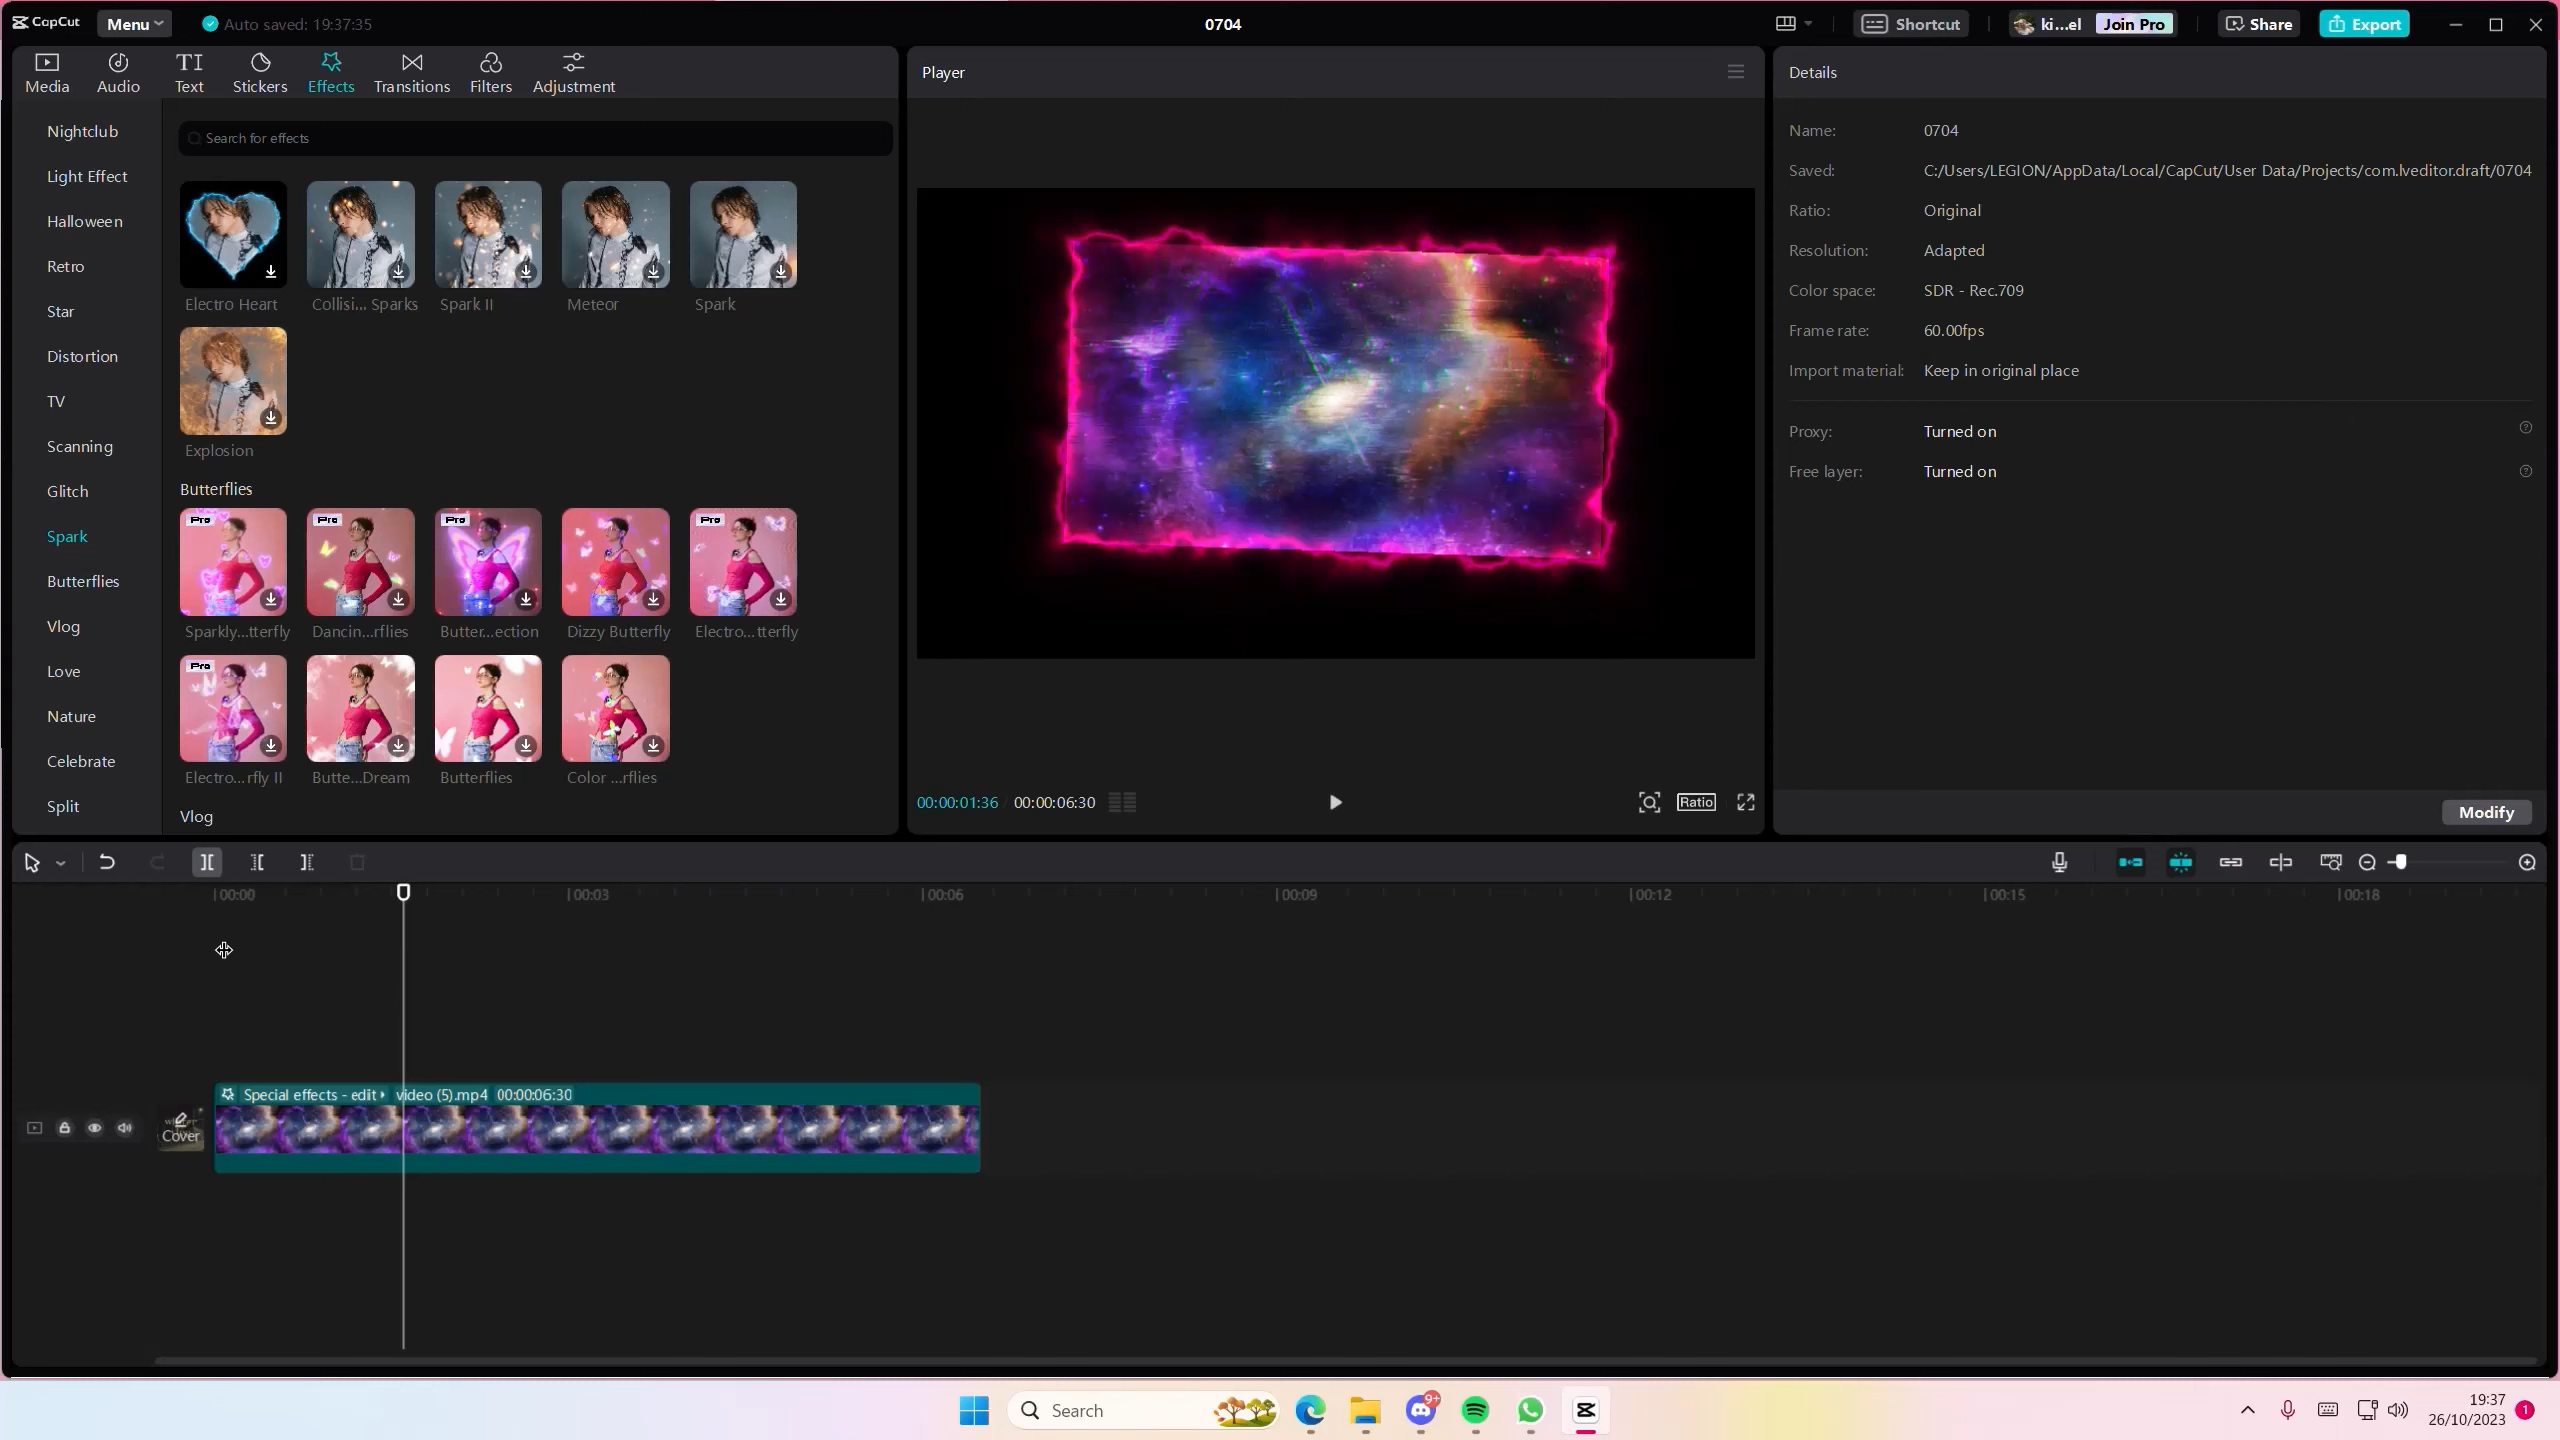 CapCut
Menu
Auto saved: 19:37:35
0704
Shortcut
ki...el
Join Pro
Share
Export
Media
Audio
Text
Stickers
Effects
Transitions
Filters
Adjustment
Nightclub
Light Effect
Halloween
Retro
Star
Distortion
TV
Scanning
Glitch
Spark
Butterflies
Vlog
Love
Nature
Celebrate
Split
Search for effects
Electro Heart
Collisi... Sparks
Spark II
Meteor
Spark
Explosion
Butterflies
Pro
Pro
Pro
Pro
Sparkly...tterfly
Dancin...rflies
Butter...ection
Dizzy Butterfly
Electro...tterfly
Pro
Electro...rfly II
Butte...Dream
Butterflies
Color ...rflies
Vlog
Player
00:00:01:36
00:00:06:30
Ratio
Details
Name: 0704
Saved: C:/Users/LEGION/AppData/Local/CapCut/User Data/Projects/com.lveditor.draft/0704
Ratio: Original
Resolution: Adapted
Color space: SDR - Rec.709
Frame rate: 60.00fps
Import material: Keep in original place
Proxy: Turned on
Free layer: Turned on
Modify
00:00
00:03
00:06
00:09
00:12
00:15
00:18
Special effects - edit
video (5).mp4
00:00:06:30
Cover
Search
9+
19:37
26/10/2023
1